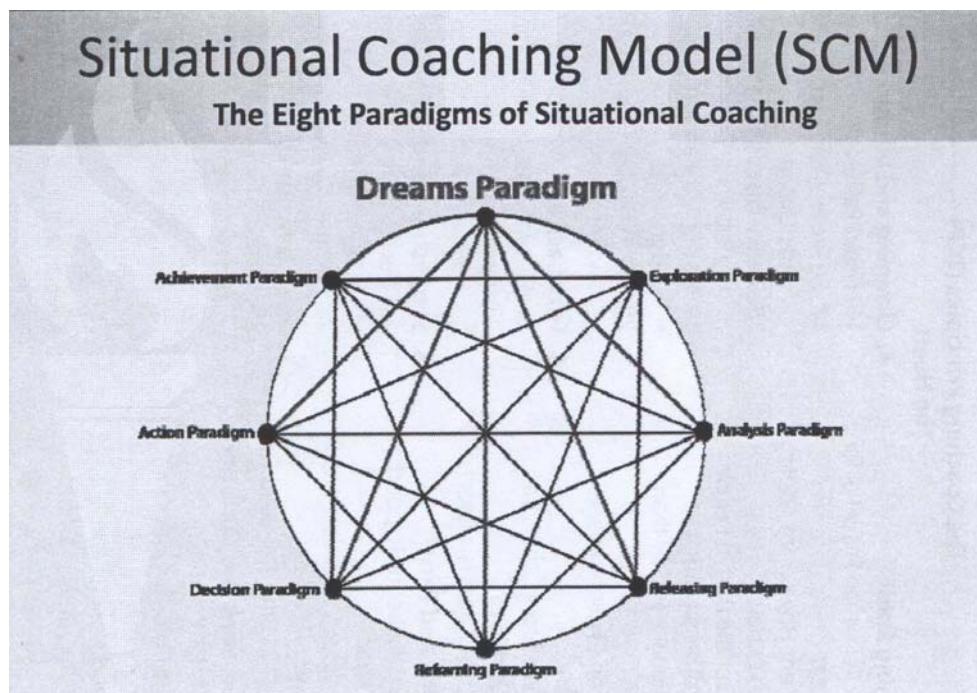 Situational Coaching Model (SCM)
The Eight Paradigms of Situational Coaching
Dreams Paradigm
Achievement Paradigm
Exploration Paradigm
Action Paradigm
Analysis Paradigm
Decision Paradigm
Releasing Paradigm
Reframing Paradigm